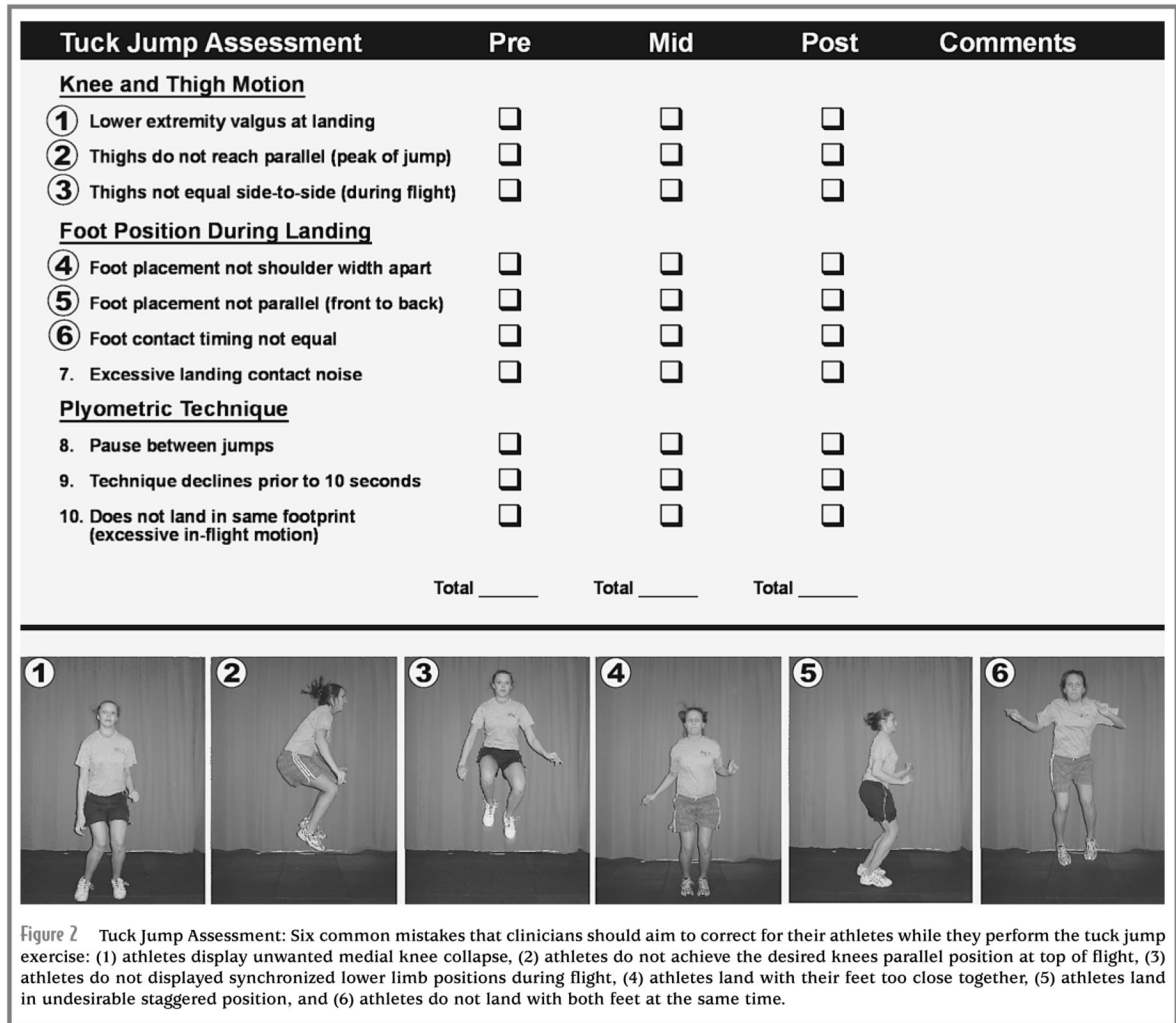 Tuck Jump Assessment Pre Mid Post Comments
Knee and Thigh Motion
1 Lower extremity valgus at landing
2 Thighs do not reach parallel (peak of jump)
3 Thighs not equal side-to-side (during flight)
Foot Position During Landing
4 Foot placement not shoulder width apart
5 Foot placement not parallel (front to back)
6 Foot contact timing not equal
7. Excessive landing contact noise
Plyometric Technique
8. Pause between jumps
9. Technique declines prior to 10 seconds
10. Does not land in same footprint
(excessive in-flight motion)
Total ______ Total ______ Total ______
1 2 3 4 5 6
Figure 2 Tuck Jump Assessment: Six common mistakes that clinicians should aim to correct for their athletes while they perform the tuck jump
exercise: (1) athletes display unwanted medial knee collapse, (2) athletes do not achieve the desired knees parallel position at top of flight, (3)
athletes do not displayed synchronized lower limb positions during flight, (4) athletes land with their feet too close together, (5) athletes land
in undesirable staggered position, and (6) athletes do not land with both feet at the same time.